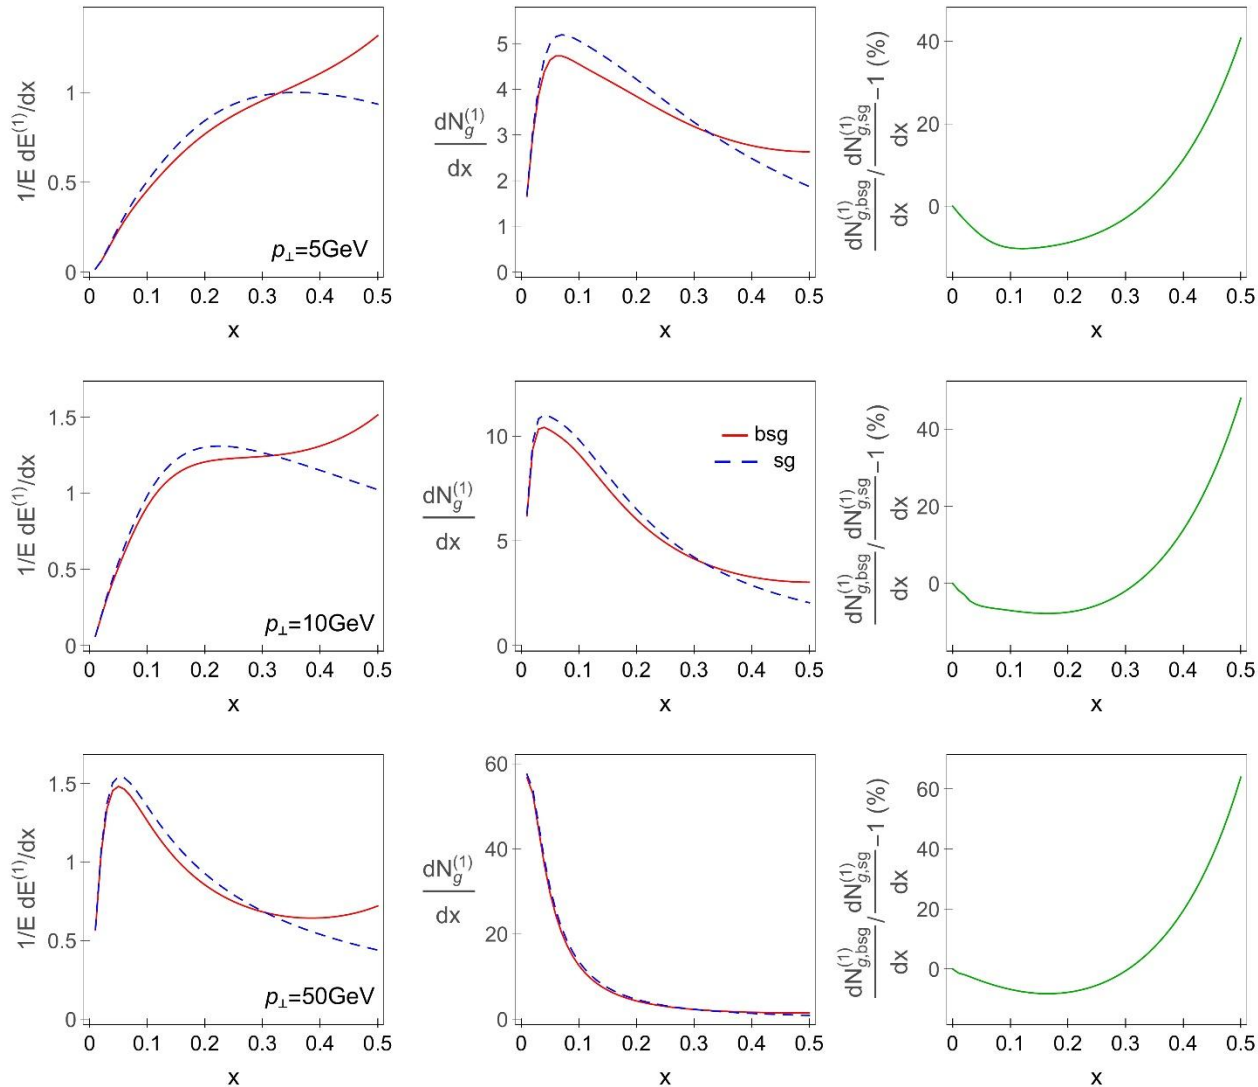 1/E dE(1)/dx
1
0.5
0
0 0.1 0.2 0.3 0.4 0.5
x
p⊥=5GeV
dNg(1)
dx
5
4
3
2
1
0
0 0.1 0.2 0.3 0.4 0.5
x
dNg,bsg(1) / dNg,sg(1) −1 (%)
dx dx
40
20
0
0 0.1 0.2 0.3 0.4 0.5
x
1/E dE(1)/dx
1.5
1
0.5
0
0 0.1 0.2 0.3 0.4 0.5
x
p⊥=10GeV
dNg(1)
dx
10
5
0
bsg
sg
0 0.1 0.2 0.3 0.4 0.5
x
dNg,bsg(1) / dNg,sg(1) −1 (%)
dx dx
40
20
0
0 0.1 0.2 0.3 0.4 0.5
x
1/E dE(1)/dx
1.5
1
0.5
0
0 0.1 0.2 0.3 0.4 0.5
x
p⊥=50GeV
dNg(1)
dx
60
40
20
0
0 0.1 0.2 0.3 0.4 0.5
x
dNg,bsg(1) / dNg,sg(1) −1 (%)
dx dx
60
40
20
0
0 0.1 0.2 0.3 0.4 0.5
x